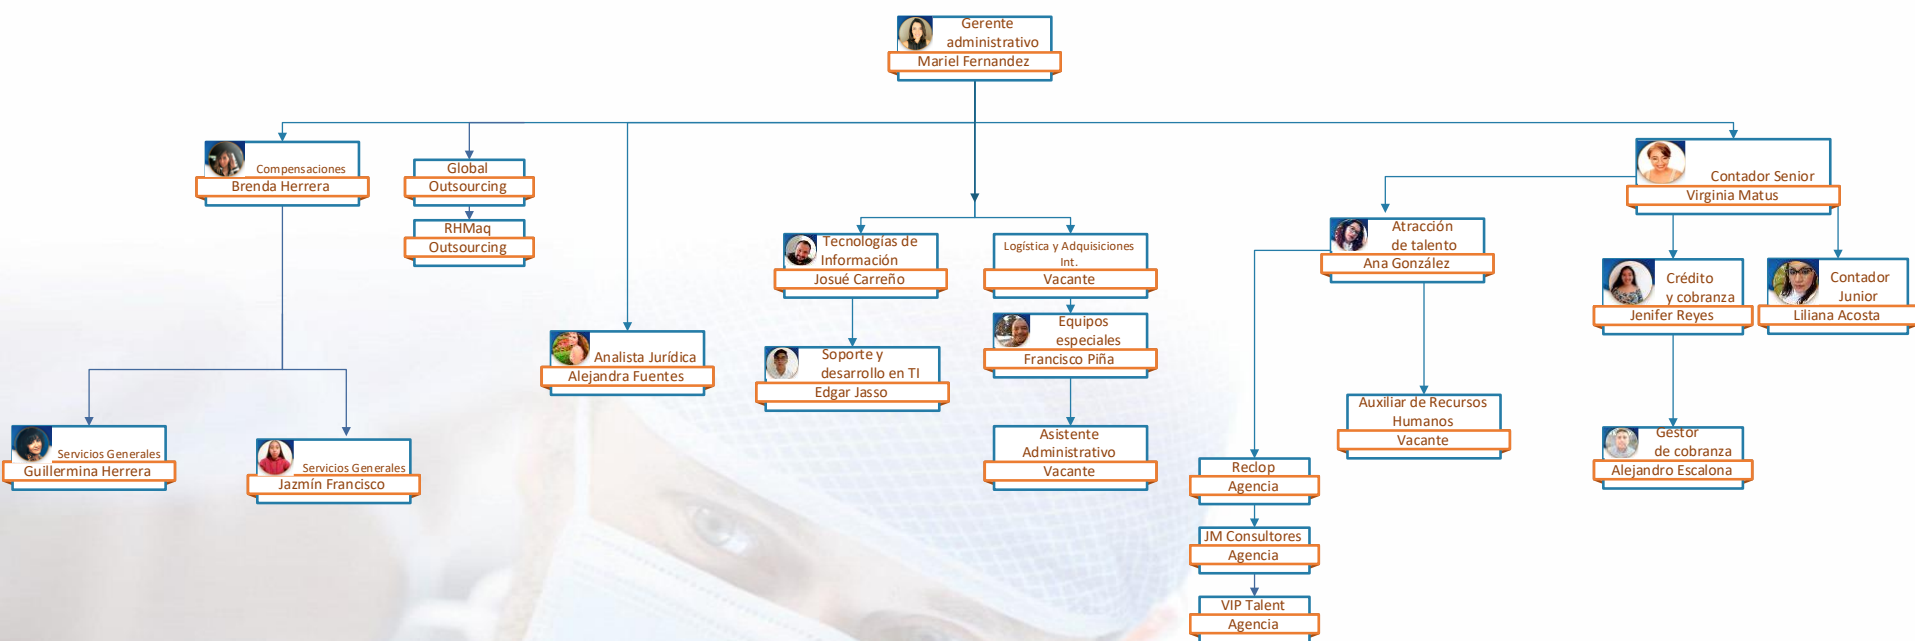 Gerente
administrativo
Mariel Fernandez
Compensaciones
Brenda Herrera
Global
Outsourcing
RHMaq
Outsourcing
Contador Senior
Virginia Matus
Tecnologías de
Información
Josué Carreño
Logística y Adquisiciones
Int.
Vacante
Atracción
de talento
Ana González
Crédito
y cobranza
Jenifer Reyes
Contador
Junior
Liliana Acosta
Analista Jurídica
Alejandra Fuentes
Soporte y
desarrollo en TI
Edgar Jasso
Equipos
especiales
Francisco Piña
Servicios Generales
Guillermina Herrera
Servicios Generales
Jazmín Francisco
Asistente
Administrativo
Vacante
Auxiliar de Recursos
Humanos
Vacante
Gestor
de cobranza
Alejandro Escalona
Reclop
Agencia
JM Consultores
Agencia
VIP Talent
Agencia